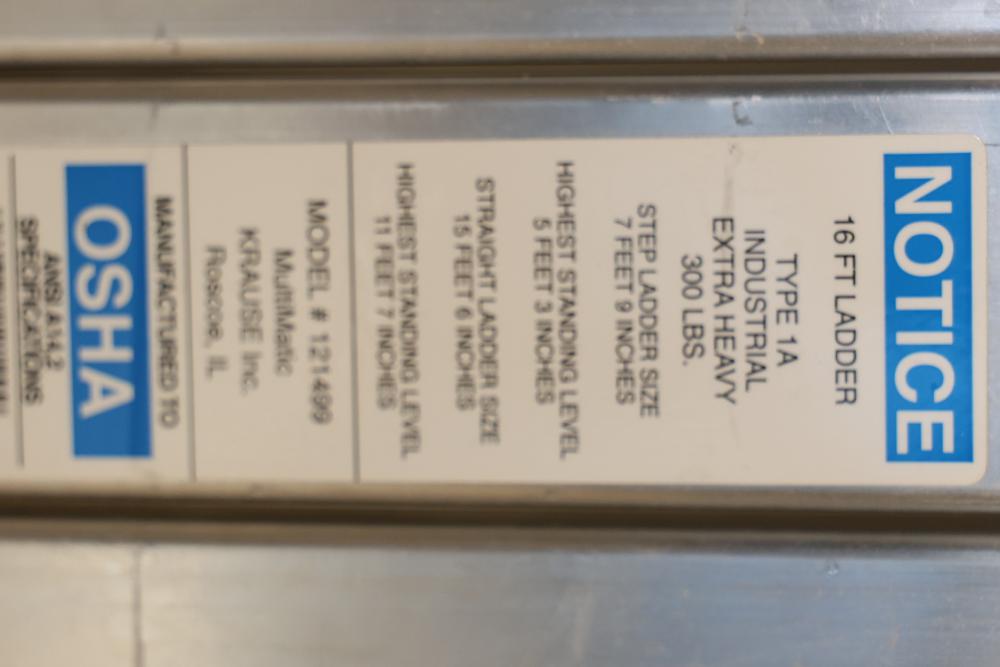 NOTICE
16 FT LADDER
TYPE 1A
INDUSTRIAL
EXTRA HEAVY
300 LBS.
STEP LADDER SIZE
7 FEET 9 INCHES
HIGHEST STANDING LEVEL
5 FEET 3 INCHES
STRAIGHT LADDER SIZE
15 FEET 6 INCHES
HIGHEST STANDING LEVEL
11 FEET 7 INCHES
MODEL # 121499
MultiMatic
KRAUSE Inc.
Roscoe, IL
MANUFACTURED TO
OSHA
ANSI A14.2
SPECIFICATIONS